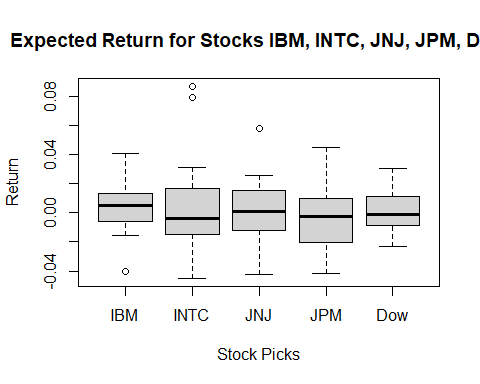 Expected Return for Stocks IBM, INTC, JNJ, JPM, D
0.08
0.04
0.00
-0.04
Return
IBM INTC JNJ JPM Dow
Stock Picks